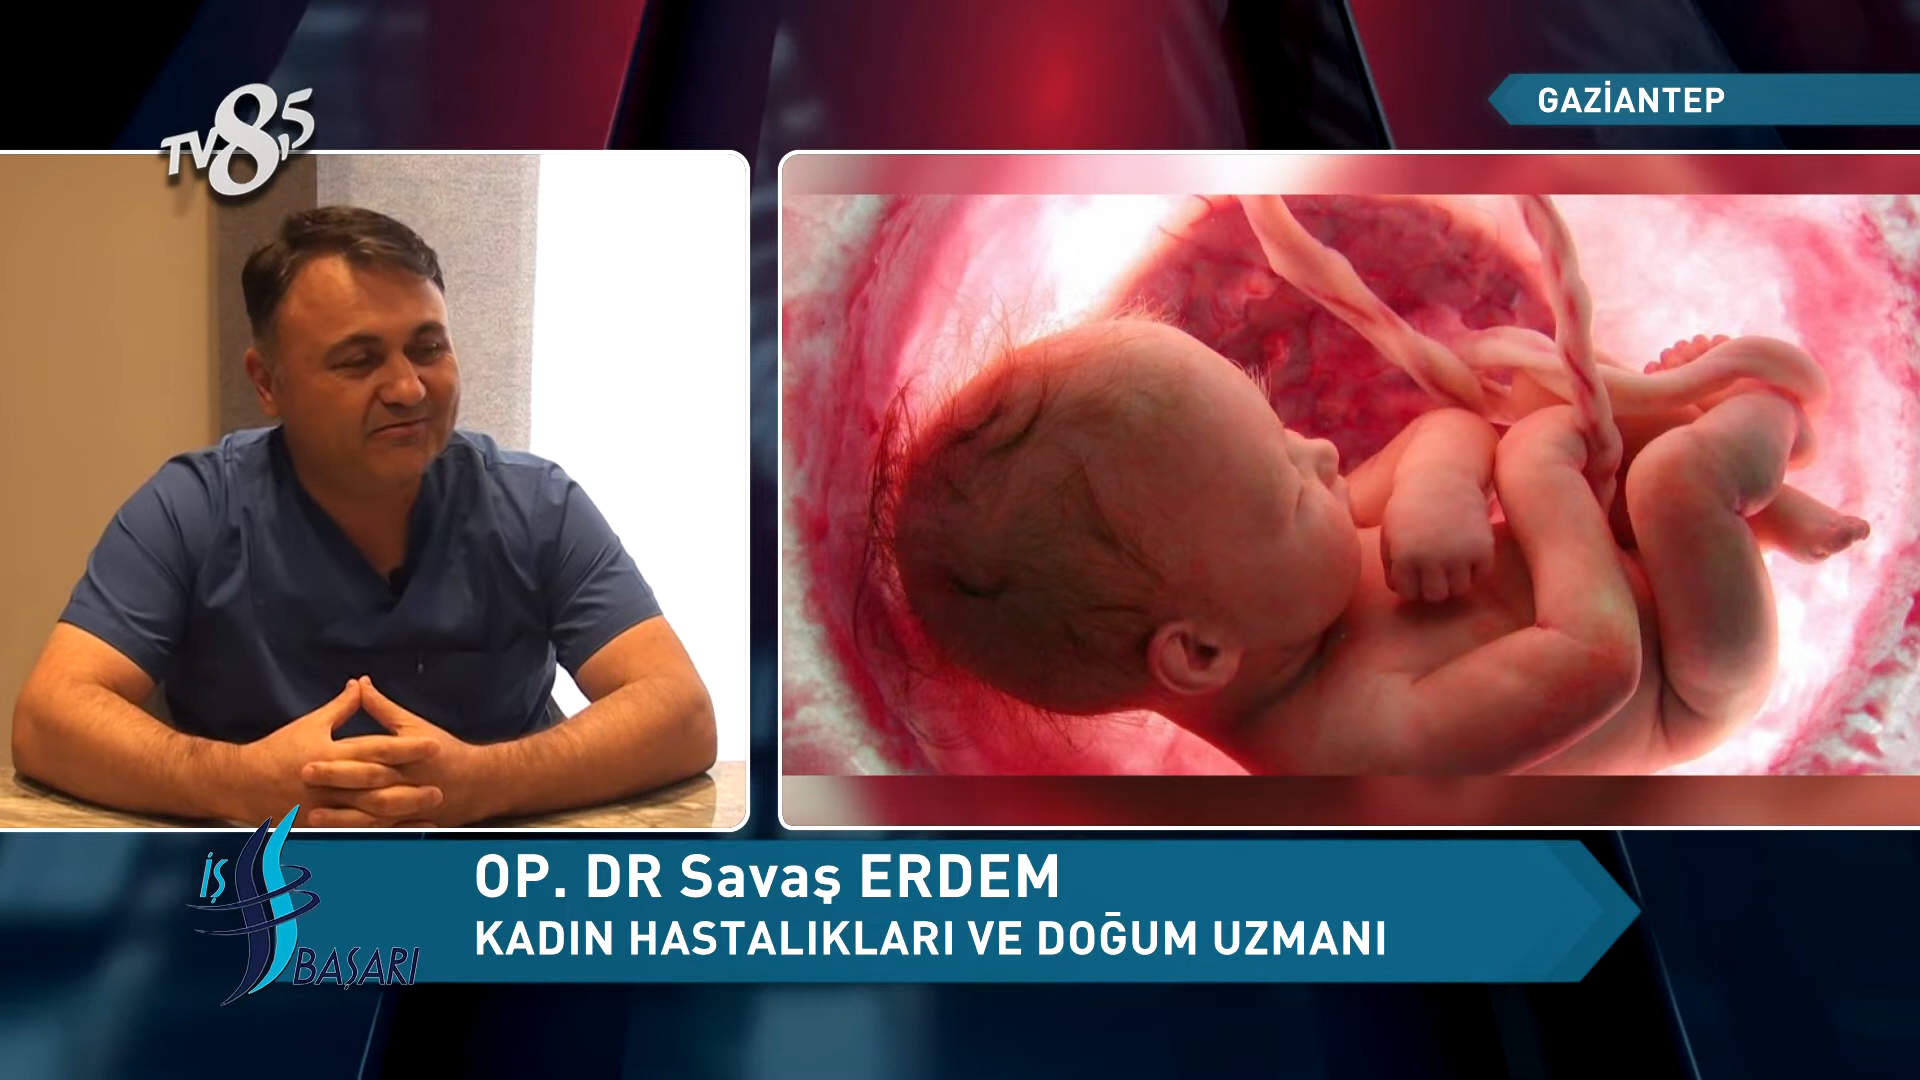 TV8,5
GAZİANTEP
OP. DR Savaş ERDEM
KADIN HASTALIKLARI VE DOĞUM UZMANI
İŞ
BAŞARI